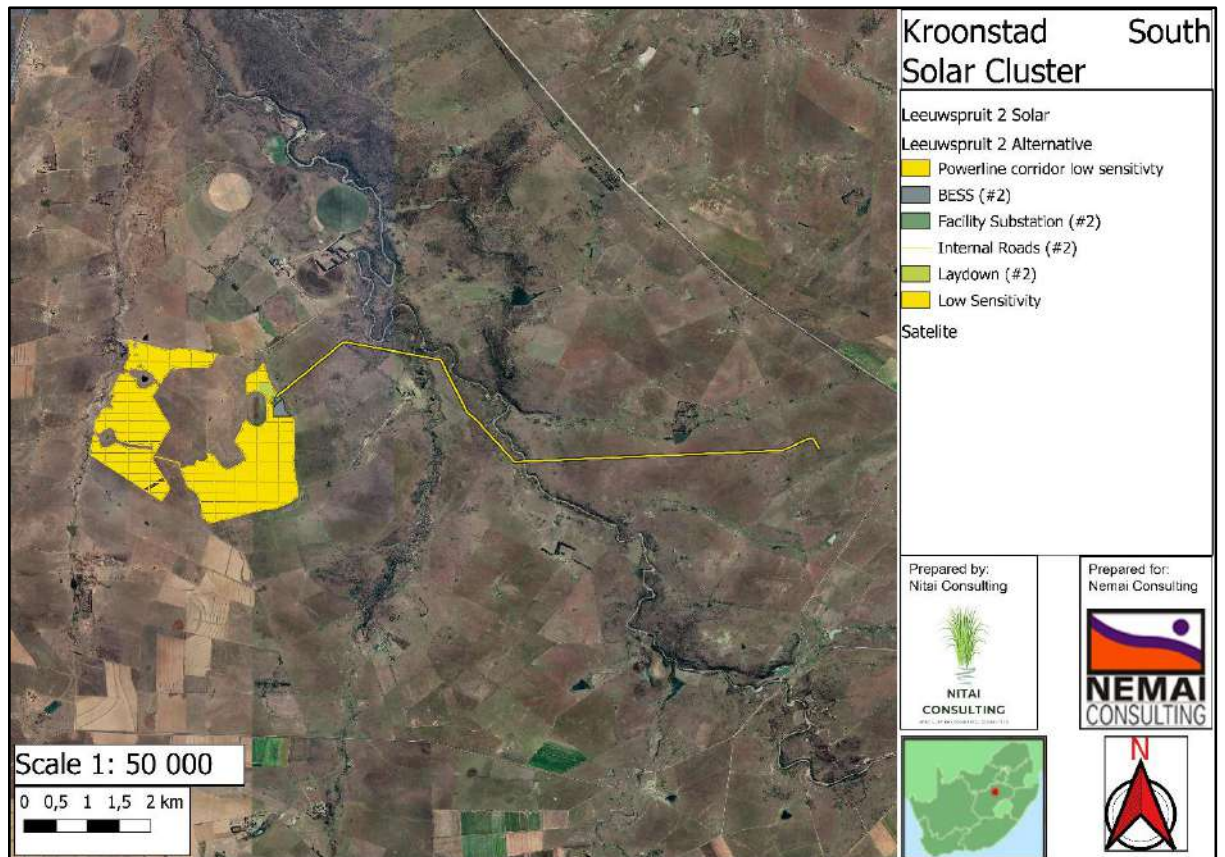 Kroonstad South
Solar Cluster
Leeuwspruit 2 Solar
Leeuwspruit 2 Alternative
Powerline corridor low sensitivty
BESS (#2)
Facility Substation (#2)
Internal Roads (#2)
Laydown (#2)
Low Sensitivity
Satelite
Prepared by:
Nitai Consulting
NITAI
CONSULTING
Prepared for:
Nemai Consulting
NEMAI
CONSULTING
N
Scale 1: 50 000
0 0,5 1 1,5 2 km